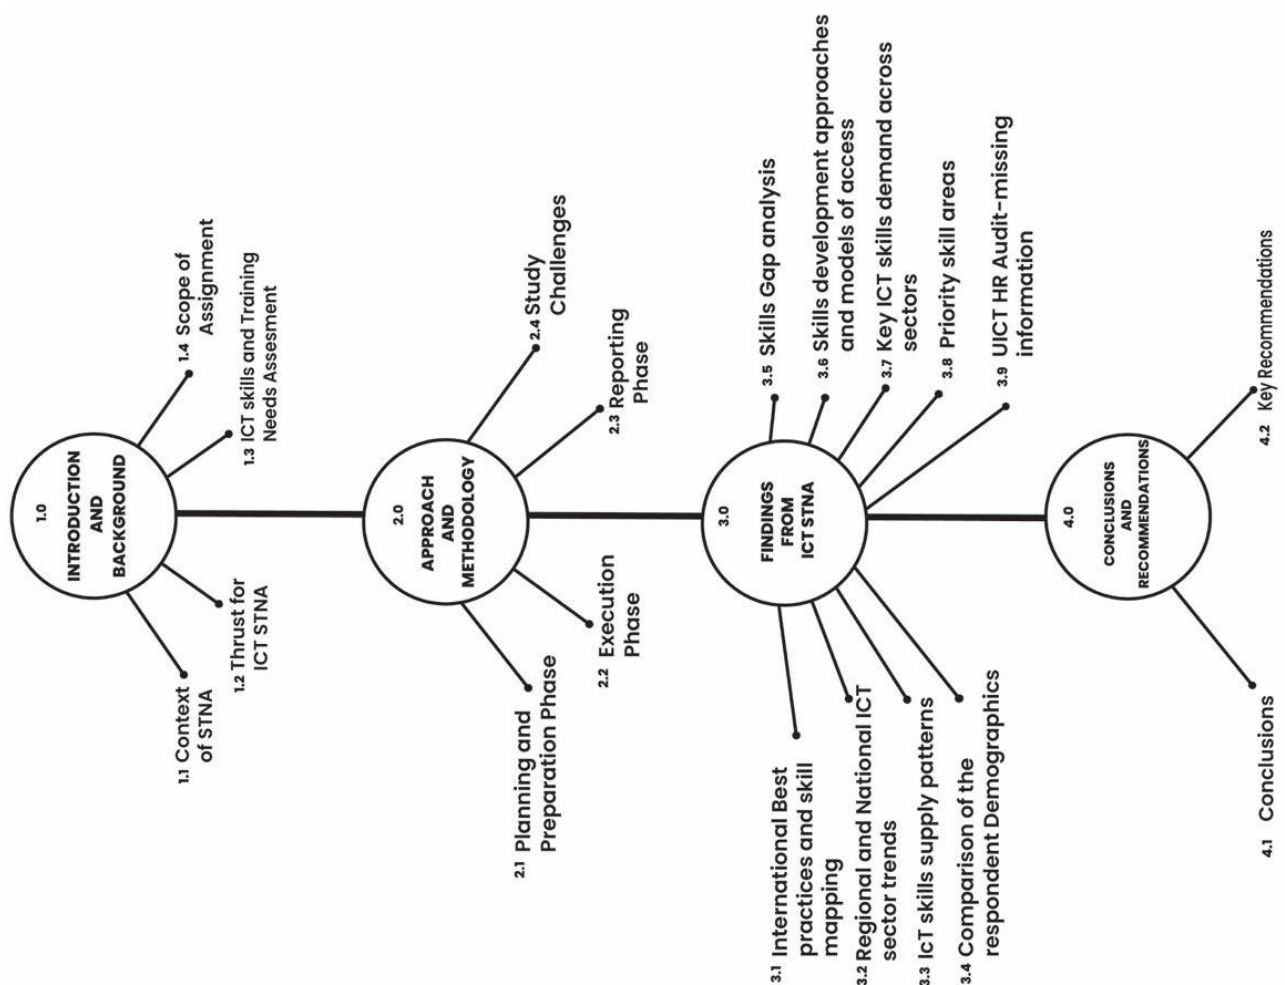 1.0
INTRODUCTION
AND
BACKGROUND
1.1 Context
of STNA
1.2 Thrust for
ICT STNA
1.3 ICT skills and Training
Needs Assesment
1.4 Scope of
Assignment
2.0
APPROACH
AND
METHODOLOGY
2.1 Planning and
Preparation Phase
2.2 Execution
Phase
2.3 Reporting
Phase
2.4 Study
Challenges
3.0
FINDINGS
FROM
ICT STNA
3.1 International Best
practices and skill
mapping
3.2 Regional and National ICT
sector trends
3.3 IcT skills supply patterns
3.4 Comparison of the
respondent Demographics
3.5 Skills Gap analysis
3.6 Skills development approaches
and models of access
3.7 Key ICT skills demand across
sectors
3.8 Priority skill areas
3.9 UICT HR Audit-missing
information
4.0
CONCLUSIONS
AND
RECOMMENDATIONS
4.1 Conclusions
4.2 Key Recommendations